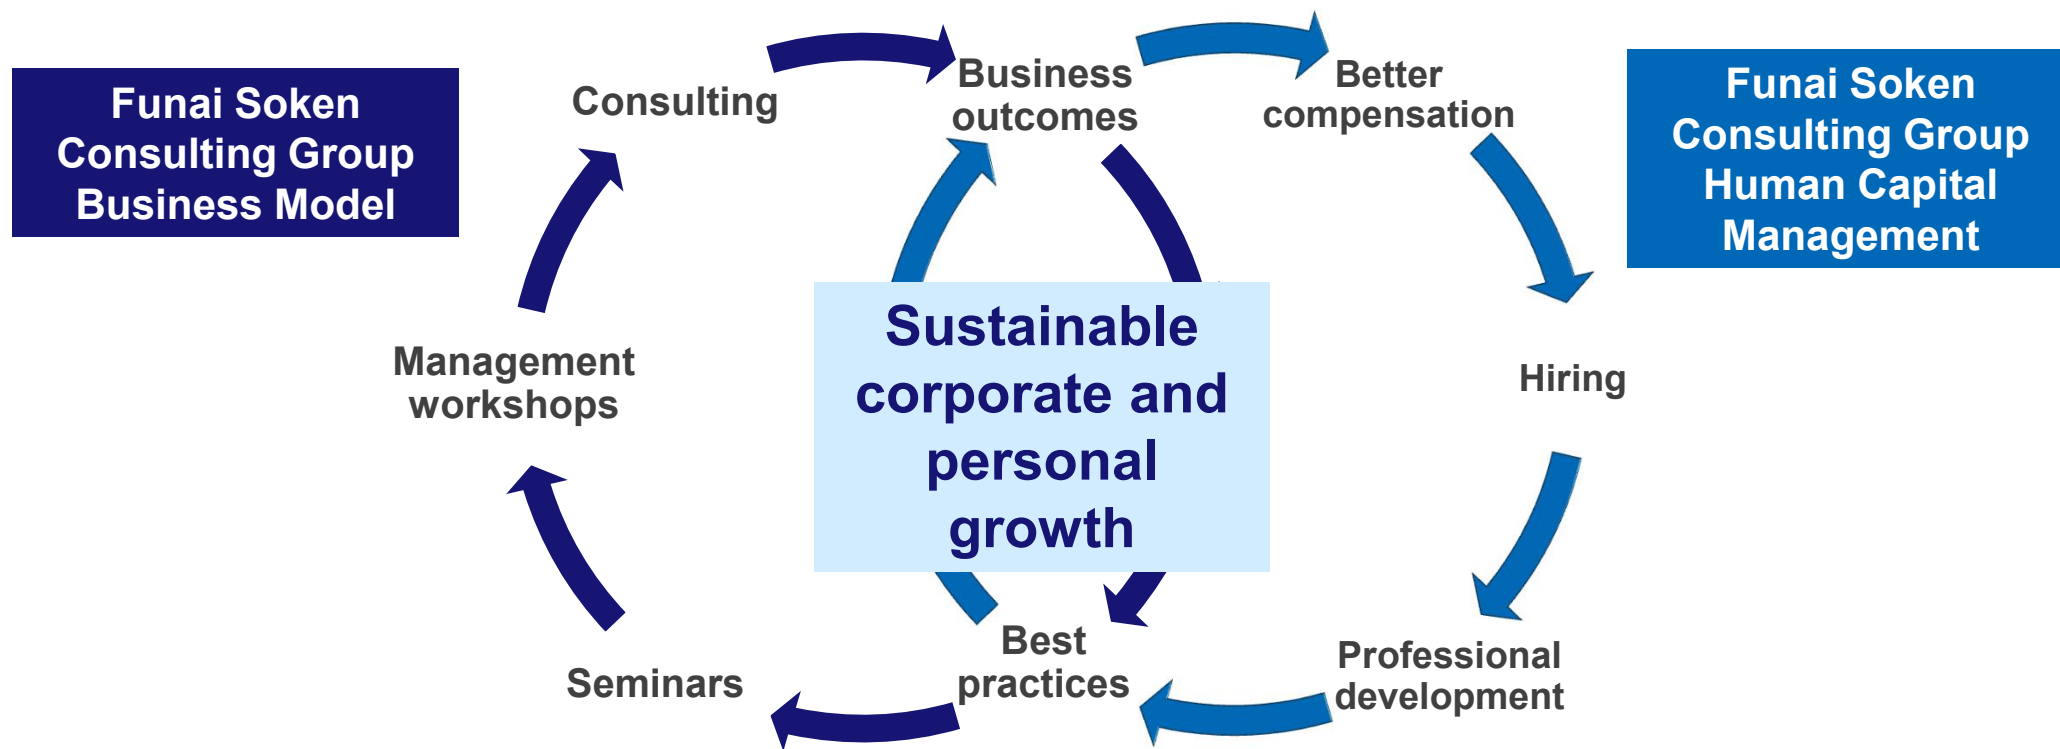 Funai Soken
Consulting Group
Business Model
Consulting
Business
outcomes
Better
compensation
Funai Soken
Consulting Group
Human Capital
Management
Management
workshops
Sustainable
corporate and
personal
growth
Hiring
Seminars
Best
practices
Professional
development